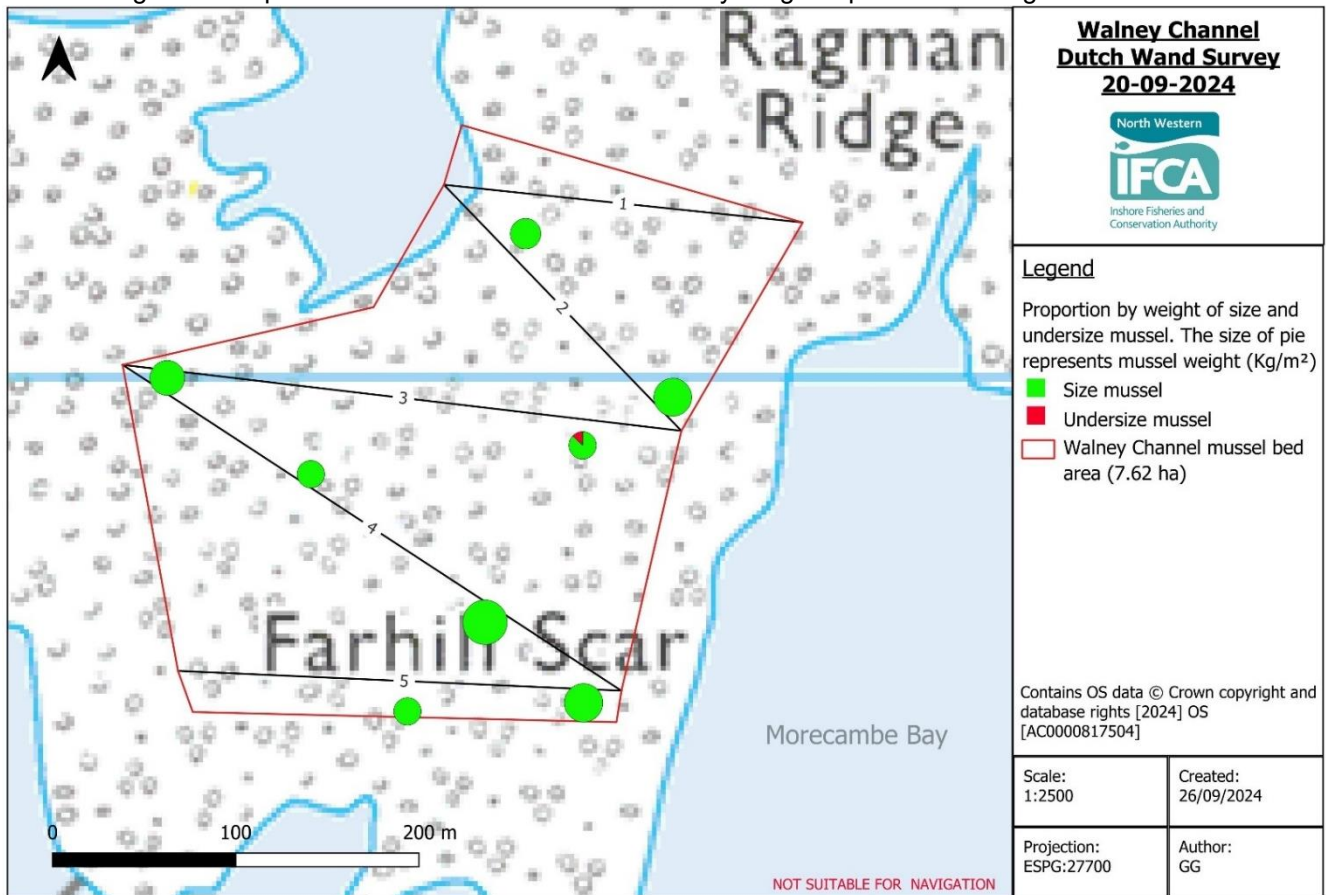 Ragman
Ridge
1
2
3
4
Farhill Scar
5
Morecambe Bay
0 100 200 m
NOT SUITABLE FOR NAVIGATION
Walney Channel
Dutch Wand Survey
20-09-2024
North Western
IFCA
Inshore Fisheries and
Conservation Authority
Legend
Proportion by weight of size and
undersize mussel. The size of pie
represents mussel weight (Kg/m²)
Size mussel
Undersize mussel
Walney Channel mussel bed
area (7.62 ha)
Contains OS data © Crown copyright and
database rights [2024] OS
[AC0000817504]
Scale:
1:2500
Created:
26/09/2024
Projection:
ESPG:27700
Author:
GG